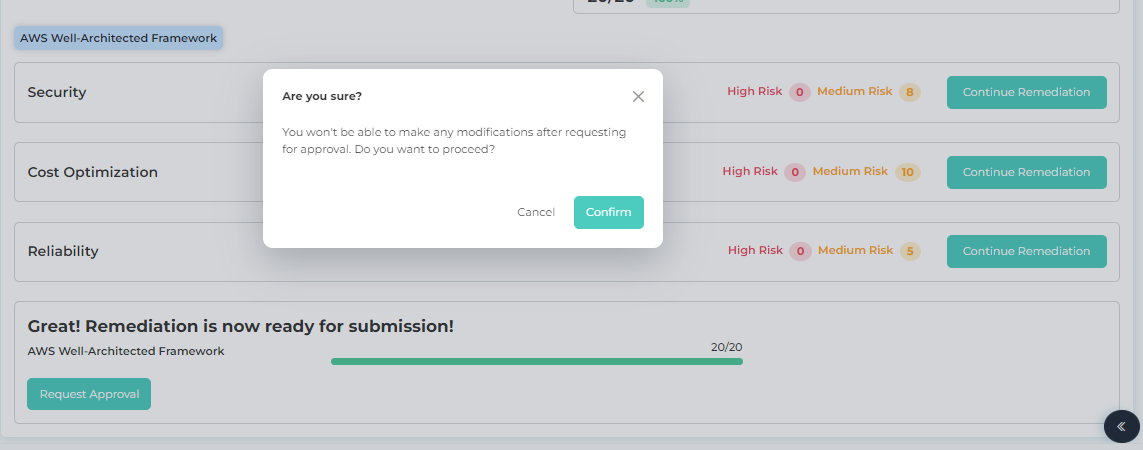 AWS Well-Architected Framework
Security
High Risk 0 Medium Risk 8
Continue Remediation
Are you sure?
You won't be able to make any modifications after requesting
for approval. Do you want to proceed?
Cancel
Confirm
Cost Optimization
High Risk 0 Medium Risk 10
Continue Remediation
Reliability
High Risk 0 Medium Risk 5
Continue Remediation
Great! Remediation is now ready for submission!
AWS Well-Architected Framework
20/20
Request Approval